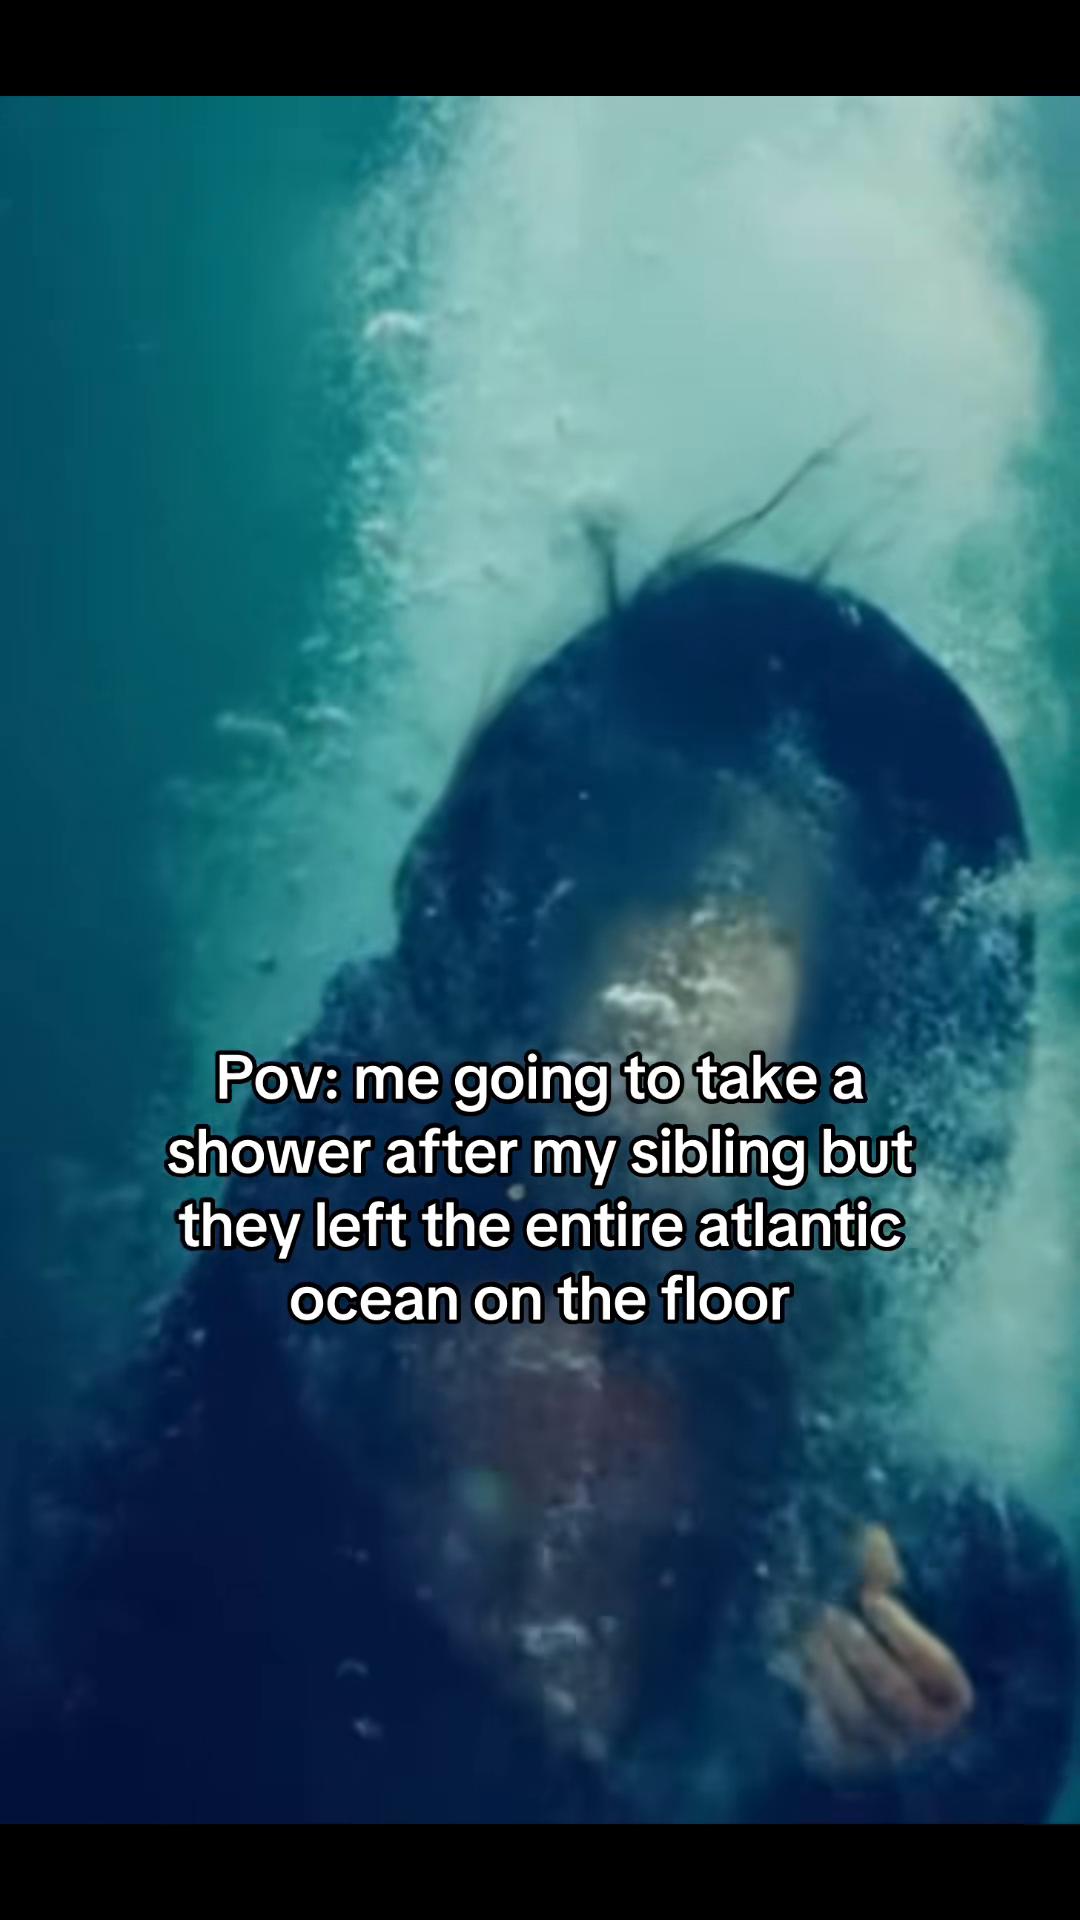 Pov: me going to take a
shower after my sibling but
they left the entire atlantic
ocean on the floor